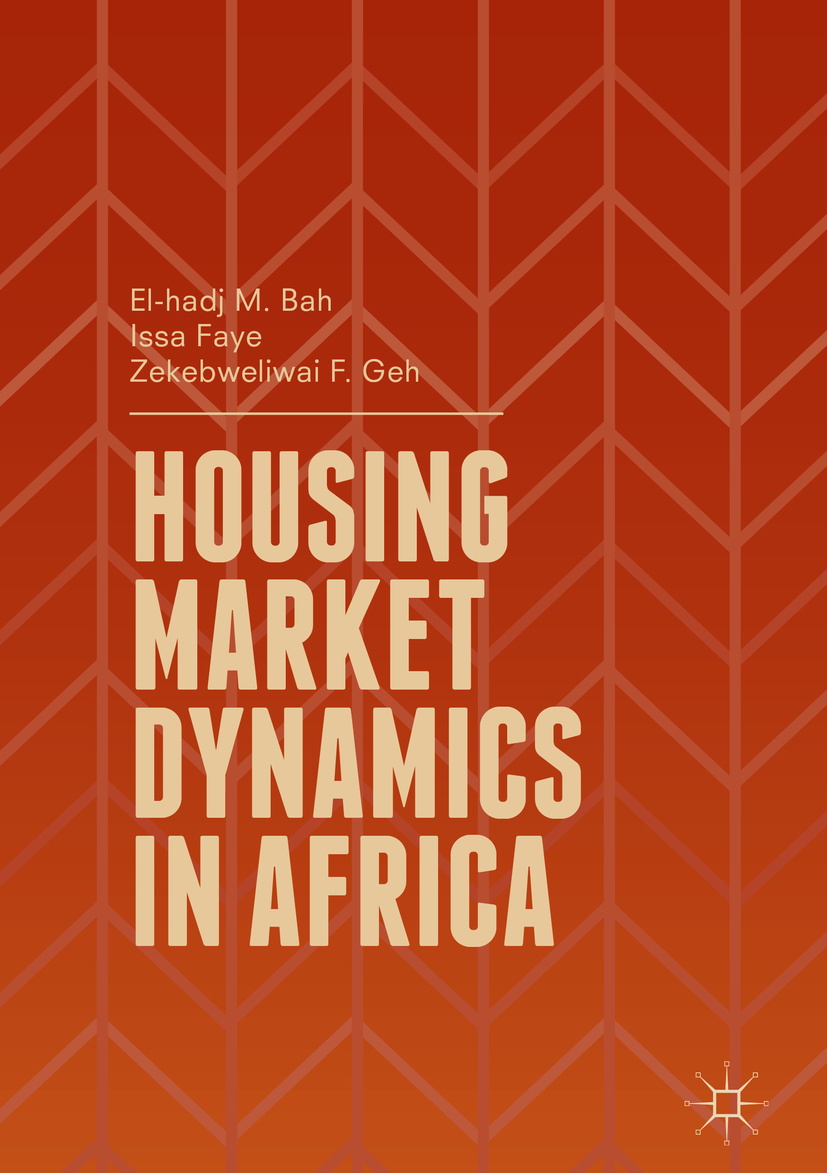 El-hadj M. Bah
Issa Faye
Zekebweliwai F. Geh
HOUSING
MARKET
DYNAMICS
IN AFRICA